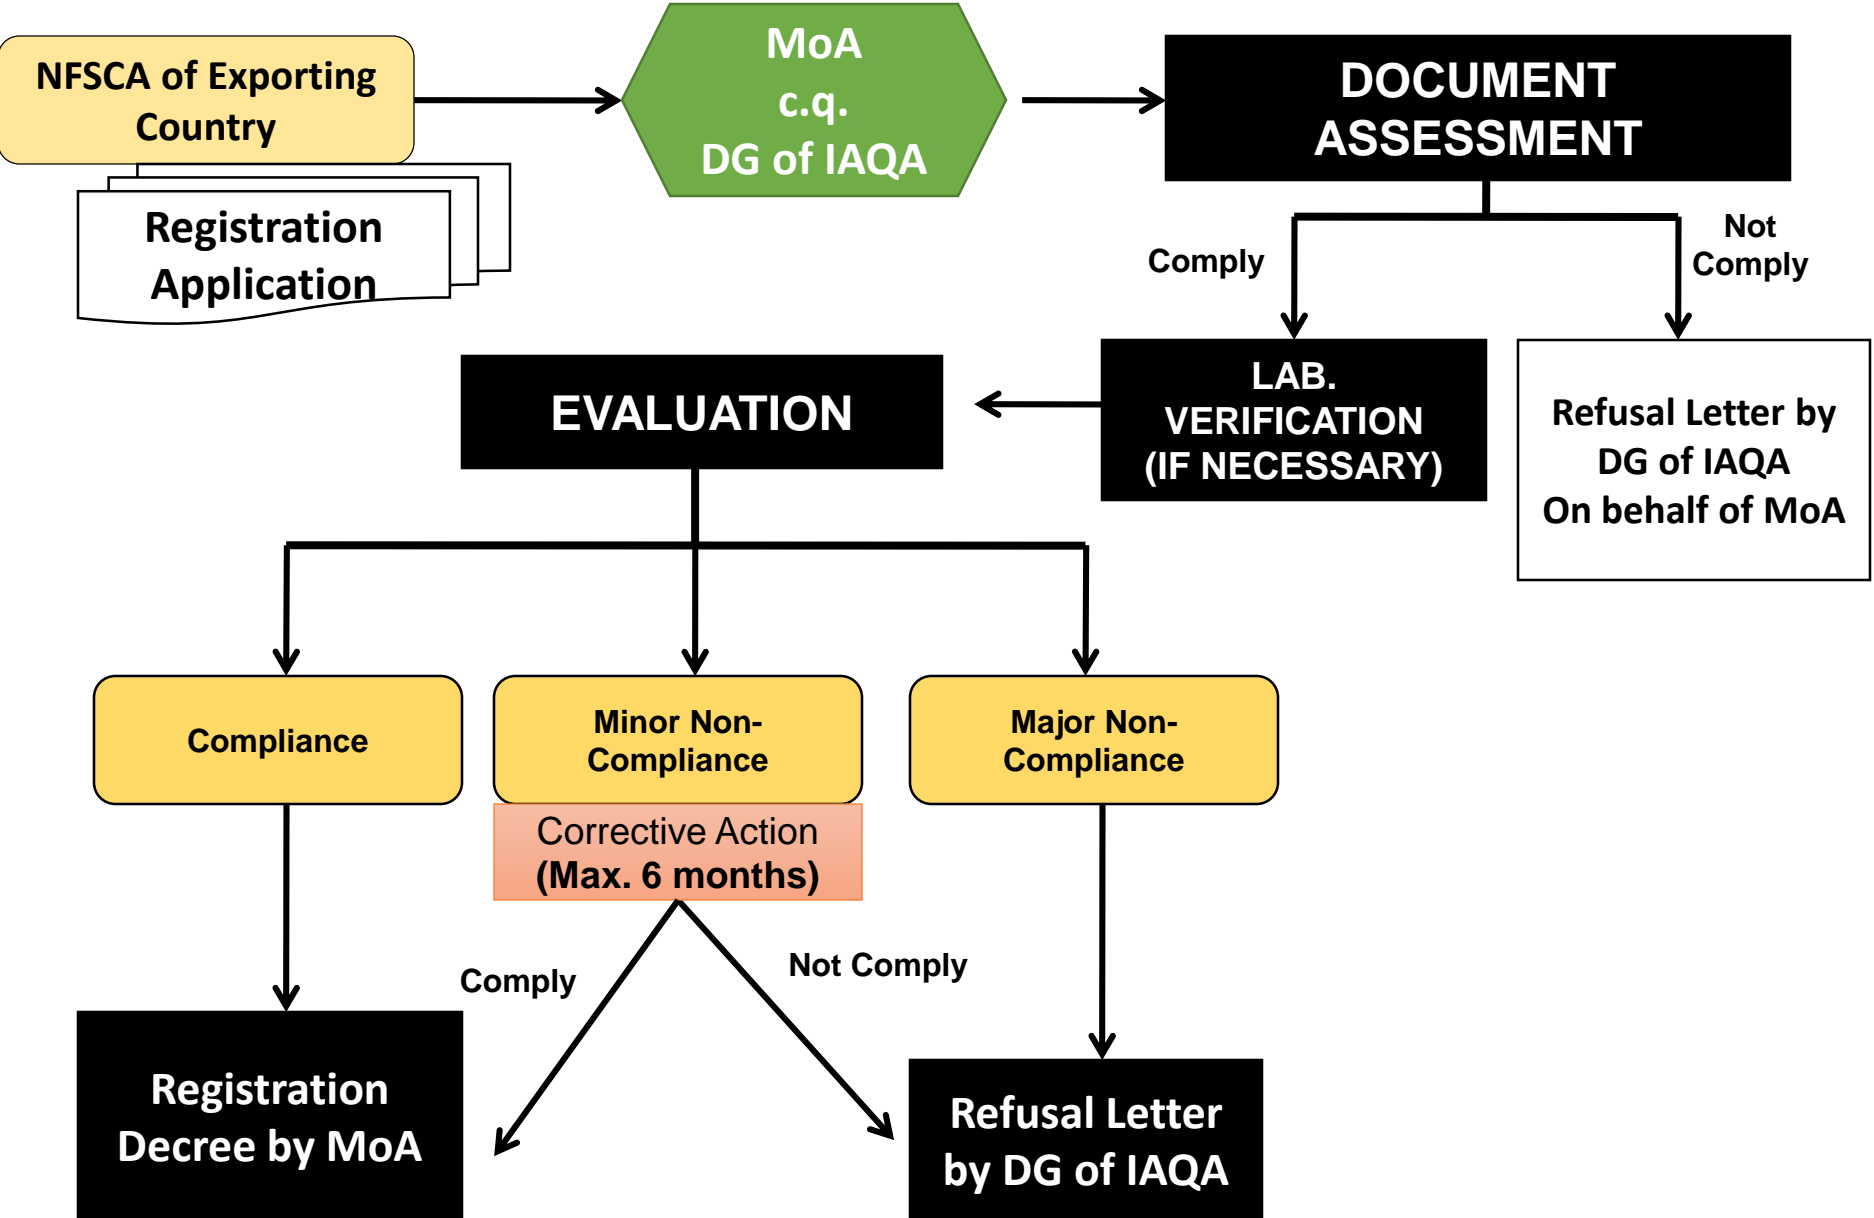 NFSCA of Exporting
Country
Registration
Application
MoA
c.q.
DG of IAQA
DOCUMENT
ASSESSMENT
Comply
Not
Comply
LAB.
VERIFICATION
(IF NECESSARY)
Refusal Letter by
DG of IAQA
On behalf of MoA
EVALUATION
Compliance
Minor Non-
Compliance
Major Non-
Compliance
Corrective Action
(Max. 6 months)
Comply
Not Comply
Registration
Decree by MoA
Refusal Letter
by DG of IAQA